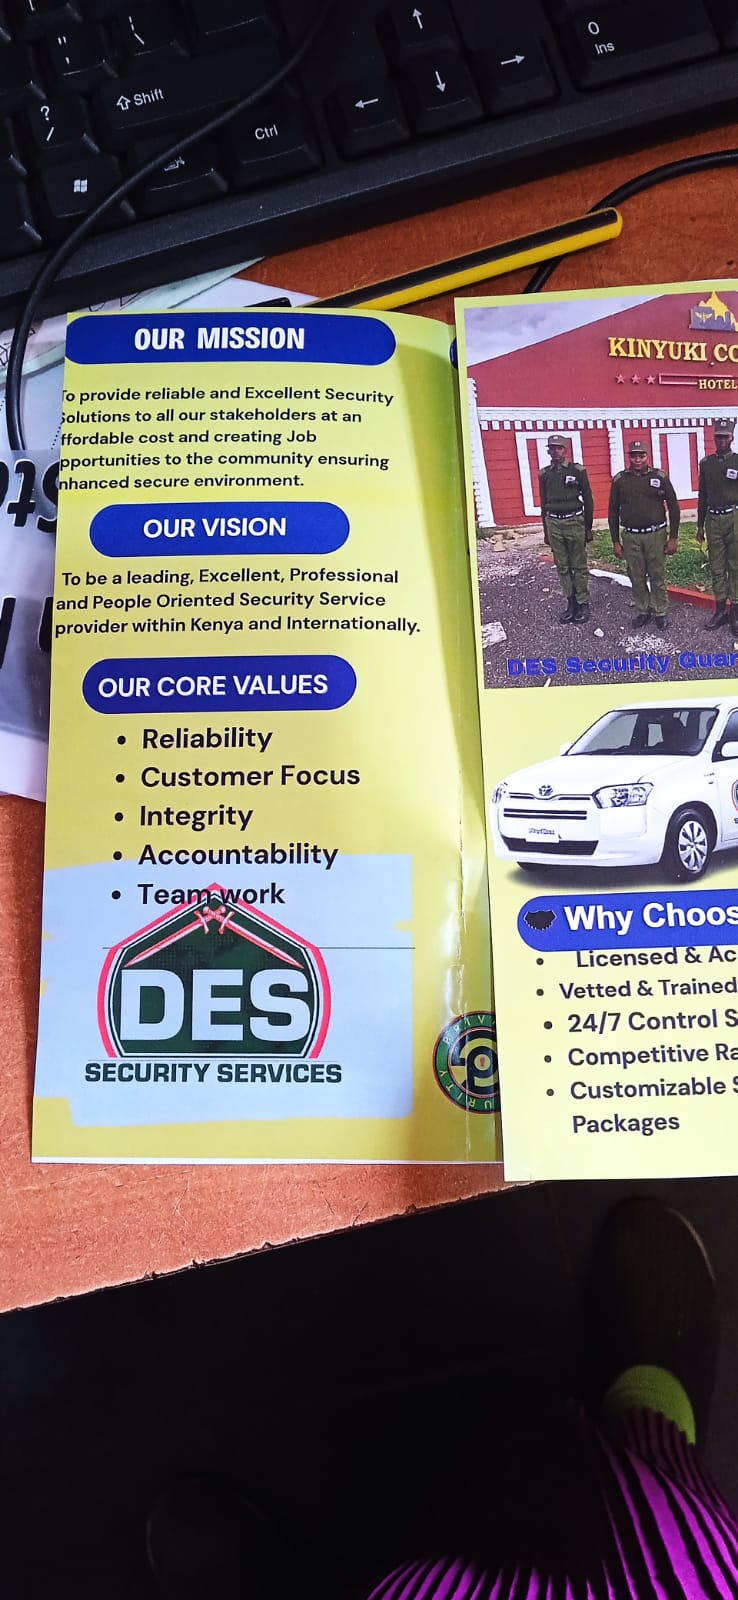 ? /
Shift
Ctrl
0
Ins
OUR MISSION
To provide reliable and Excellent Security
Solutions to all our stakeholders at an
ffordable cost and creating Job
pportunities to the community ensuring
nhanced secure environment.
OUR VISION
To be a leading, Excellent, Professional
and People Oriented Security Service
provider within Kenya and Internationally.
OUR CORE VALUES
• Reliability
• Customer Focus
• Integrity
• Accountability
• Team work
DES
SECURITY SERVICES
KINYUKI CO
HOTEL
DES Security Guar
Why Choos
• Licensed & Ac
• Vetted & Trained
• 24/7 Control S
• Competitive Ra
• Customizable S
Packages